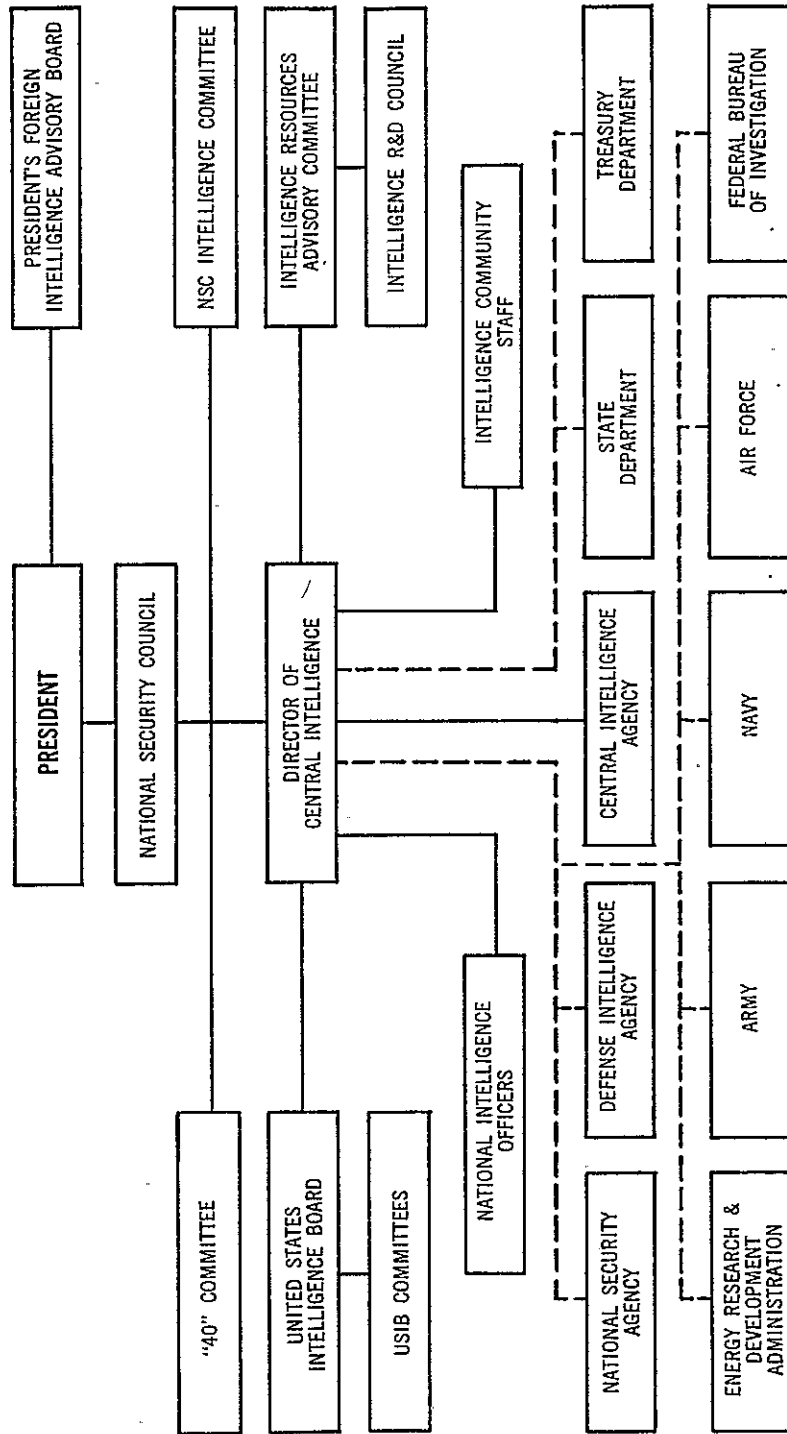 PRESIDENT
PRESIDENT'S FOREIGN
INTELLIGENCE ADVISORY BOARD
NATIONAL SECURITY COUNCIL
"40" COMMITTEE
NSC INTELLIGENCE COMMITTEE
UNITED STATES
INTELLIGENCE BOARD
DIRECTOR OF
CENTRAL INTELLIGENCE
INTELLIGENCE RESOURCES
ADVISORY COMMITTEE
USIB COMMITTEES
INTELLIGENCE R&D COUNCIL
NATIONAL INTELLIGENCE
OFFICERS
INTELLIGENCE COMMUNITY
STAFF
NATIONAL SECURITY
AGENCY
DEFENSE INTELLIGENCE
AGENCY
CENTRAL INTELLIGENCE
AGENCY
STATE
DEPARTMENT
TREASURY
DEPARTMENT
ENERGY RESEARCH &
DEVELOPMENT
ADMINISTRATION
ARMY
NAVY
AIR FORCE
FEDERAL BUREAU
OF INVESTIGATION